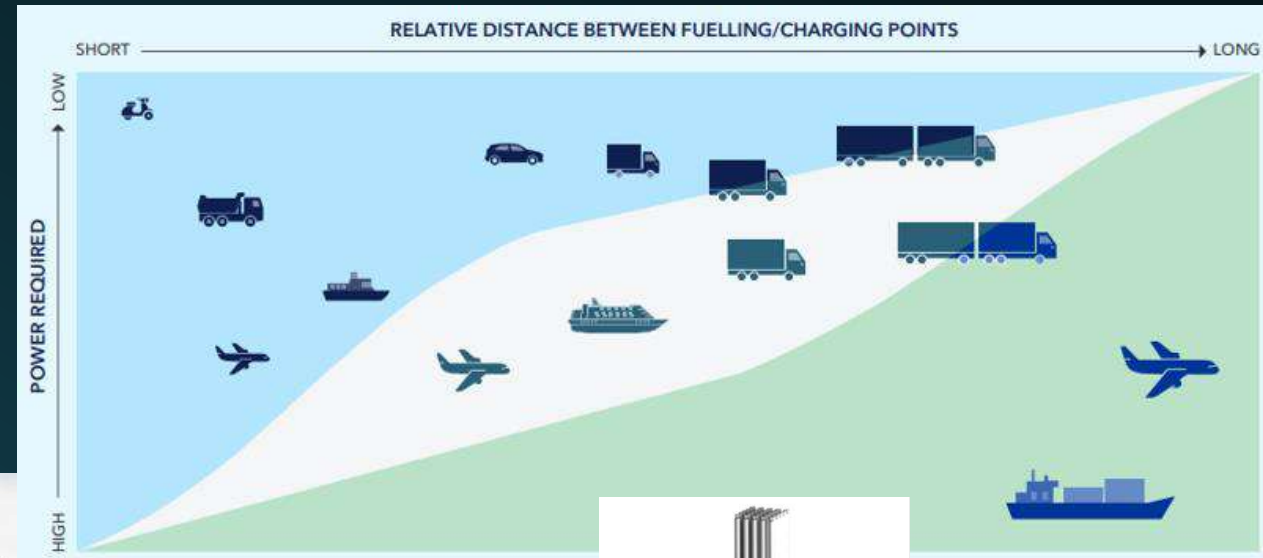 RELATIVE DISTANCE BETWEEN FUELLING/CHARGING POINTS
SHORT
LONG
LOW
POWER REQUIRED
HIGH